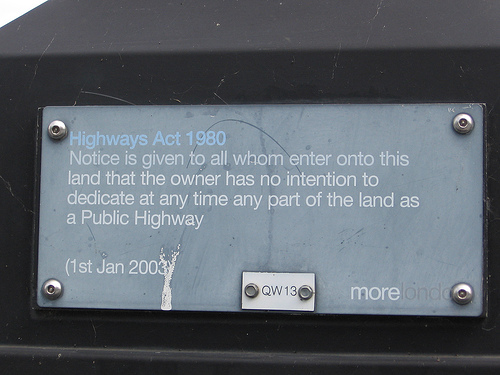 Highways Act 1980
Notice is given to all whom enter onto this
land that the owner has no intention to
dedicate at any time any part of the land as
a Public Highway
(1st Jan 2003)
QW13
morelondon